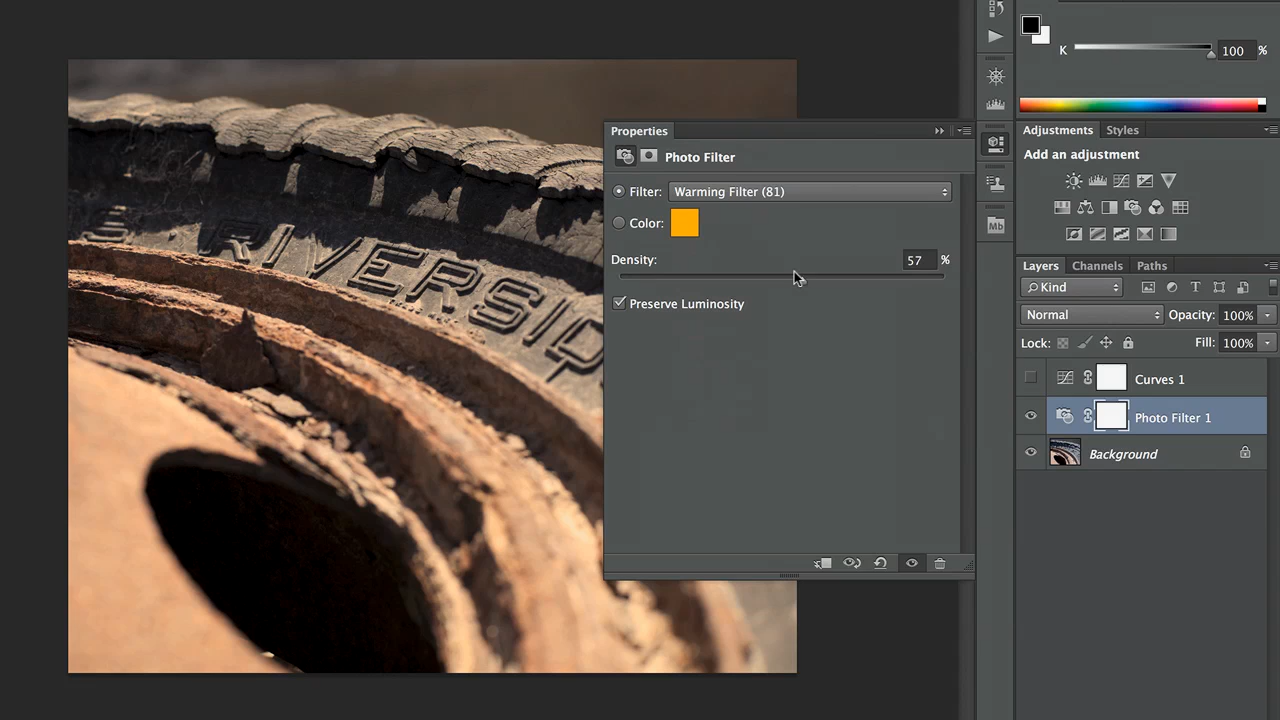 K 100 %
Properties
Adjustments Styles
Add an adjustment
Photo Filter
Filter: Warming Filter (81)
Color:
Density: 57 %
Preserve Luminosity
RIVERSID
Mb
Layers Channels Paths
Kind
Normal Opacity: 100%
Lock: Fill: 100%
Curves 1
Photo Filter 1
Background